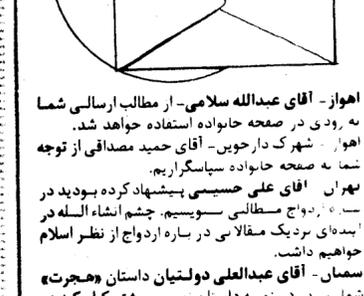 اهواز - آقای عبدالله سلامی- از مطالب ارسالی شما
به زودی در صفحه خانواده استفاده خواهد شد.
اهواز - شهرک دارخوین- آقای حمید مصداقی از توجه
شما به صفحه خانواده سپاسگزاریم.
تهران - آقای علی حسینی پیشنهاد کرده بودید در
ازدواج مطالبی بنویسیم. چشم انشاء الله در
آینده‌ای نزدیک مقالاتی در باره ازدواج از نظر اسلام
خواهیم داشت.
سمنان- آقای عبدالعلی دولتیان داستان «هجرت»